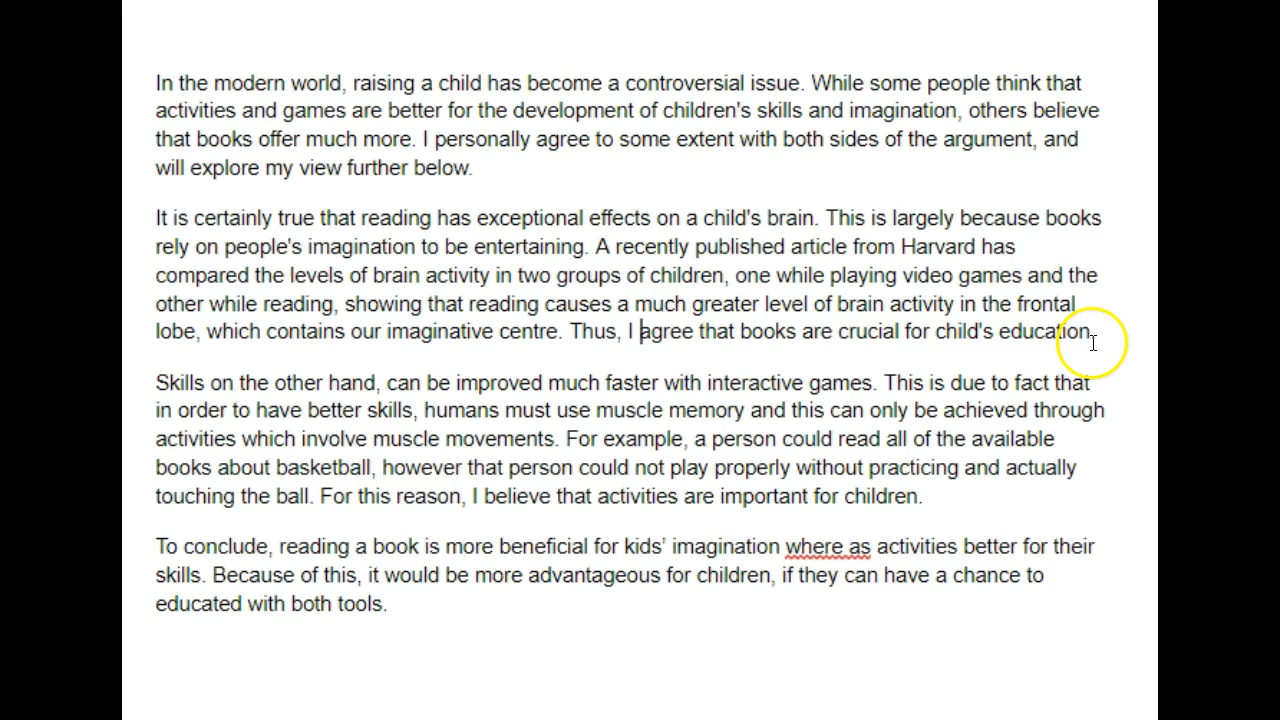 In the modern world, raising a child has become a controversial issue. While some people think that
activities and games are better for the development of children's skills and imagination, others believe
that books offer much more. I personally agree to some extent with both sides of the argument, and
will explore my view further below.
It is certainly true that reading has exceptional effects on a child's brain. This is largely because books
rely on people's imagination to be entertaining. A recently published article from Harvard has
compared the levels of brain activity in two groups of children, one while playing video games and the
other while reading, showing that reading causes a much greater level of brain activity in the frontal
lobe, which contains our imaginative centre. Thus, I agree that books are crucial for child's education.
Skills on the other hand, can be improved much faster with interactive games. This is due to fact that
in order to have better skills, humans must use muscle memory and this can only be achieved through
activities which involve muscle movements. For example, a person could read all of the available
books about basketball, however that person could not play properly without practicing and actually
touching the ball. For this reason, I believe that activities are important for children.
To conclude, reading a book is more beneficial for kids’ imagination where as activities better for their
skills. Because of this, it would be more advantageous for children, if they can have a chance to
educated with both tools.